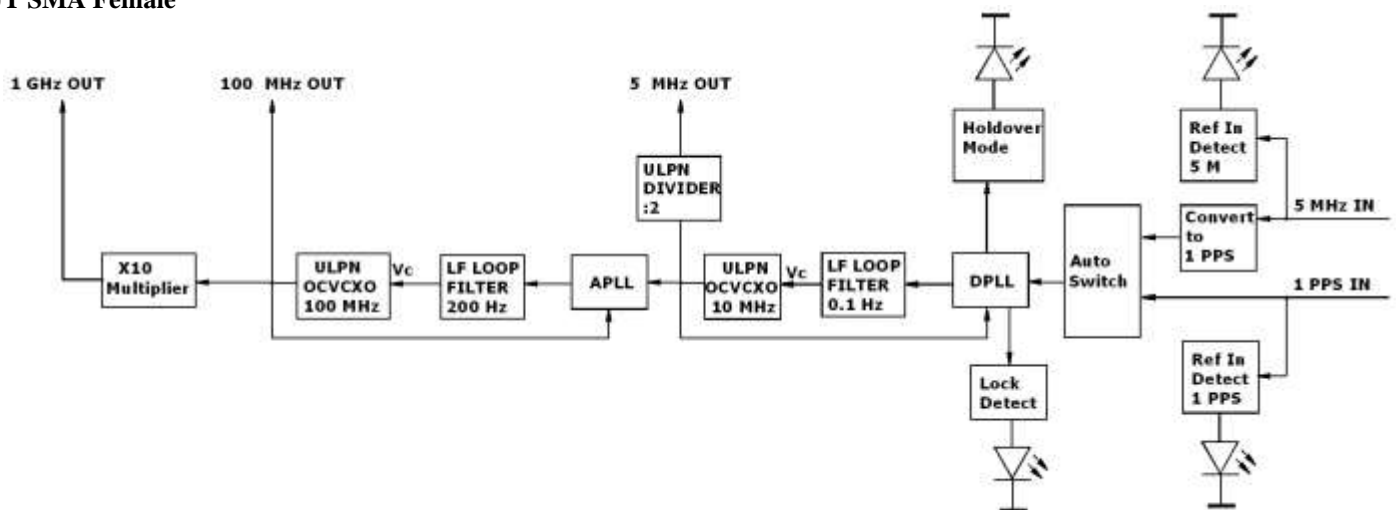 SMA Female
1 GHz OUT
100 MHz OUT
5 MHz OUT
Holdover
Mode
Ref In
Detect
5 M
ULPN
DIVIDER
:2
5 MHz IN
Convert
to
1 PPS
X10
Multiplier
ULPN
OCVCXO
100 MHz
Vc
LF LOOP
FILTER
200 Hz
APLL
ULPN
OCVCXO
10 MHz
Vc
LF LOOP
FILTER
0.1 Hz
DPLL
Auto
Switch
1 PPS IN
Lock
Detect
Ref In
Detect
1 PPS